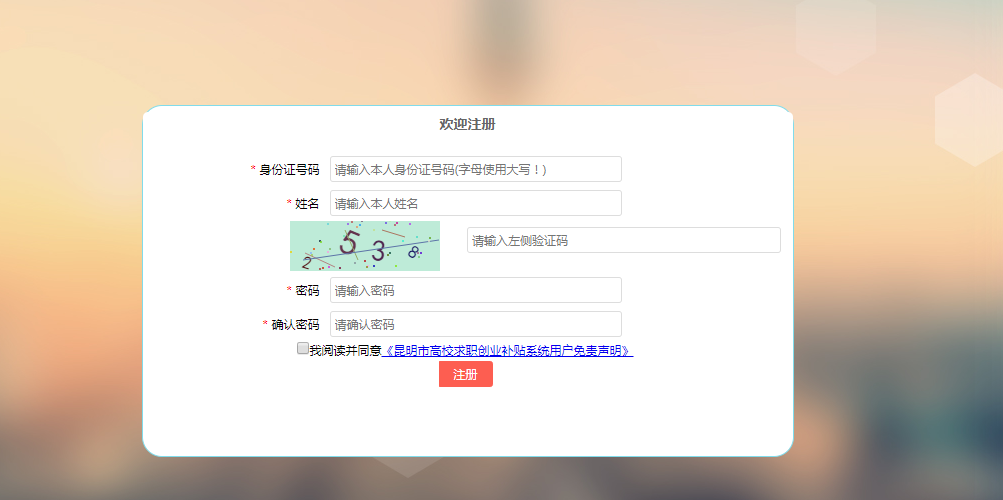 欢迎注册
* 身份证号码 请输入本人身份证号码(字母使用大写！)
* 姓名 请输入本人姓名
2538 请输入左侧验证码
* 密码 请输入密码
* 确认密码 请确认密码
我阅读并同意《昆明市高校求职创业补贴系统用户免责声明》
注册